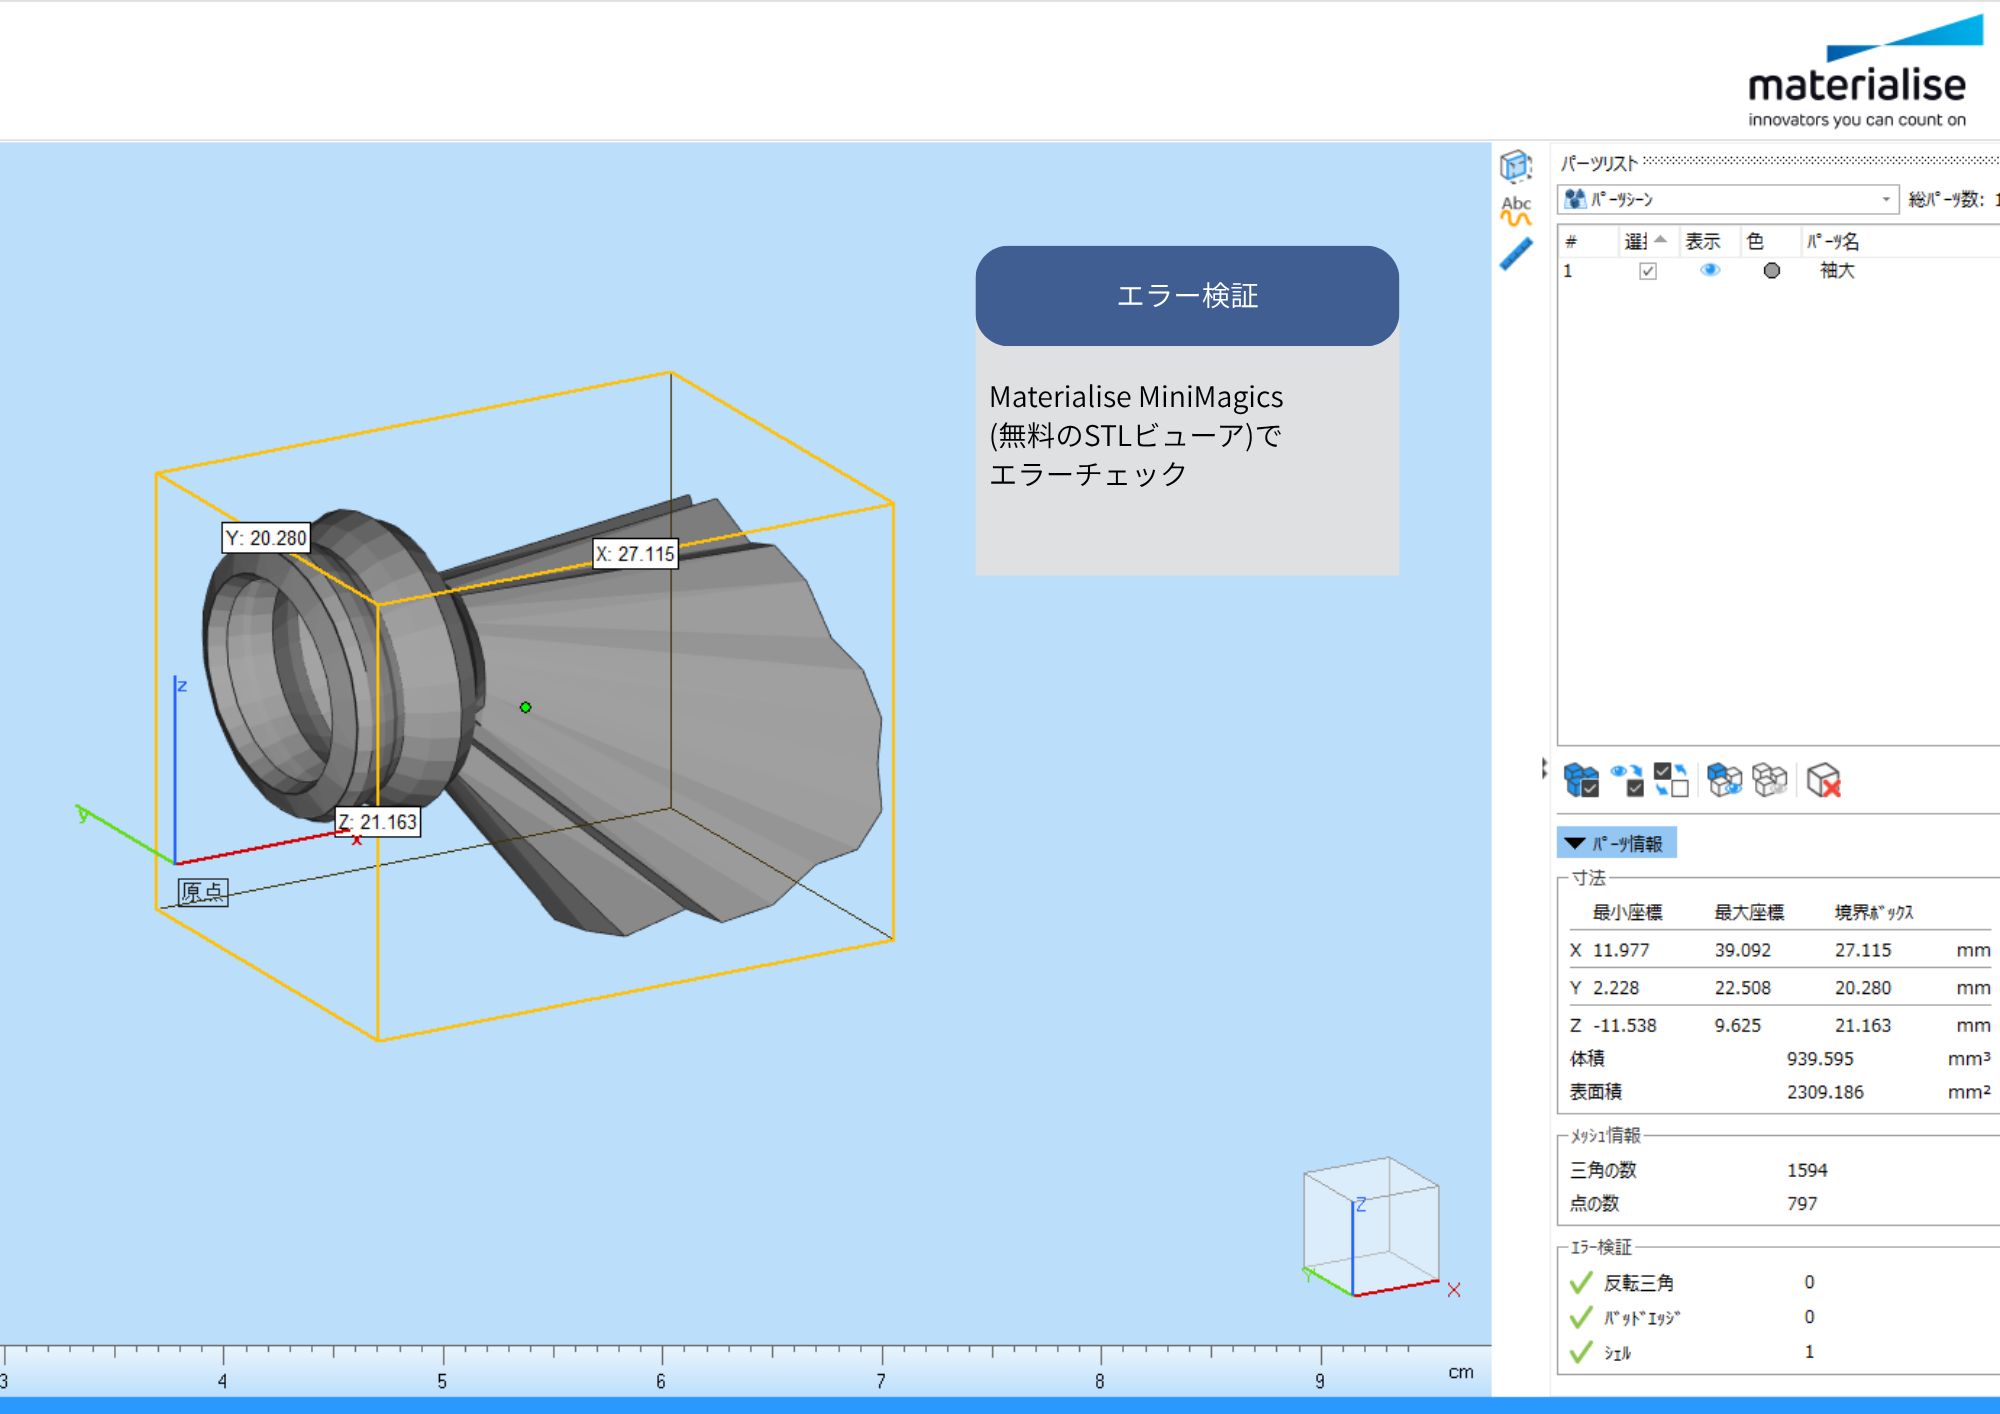 materialise
innovators you can count on
エラー検証
Materialise MiniMagics
(無料のSTLビューア)で
エラーチェック
Y: 20.280
X: 27.115
Z: 21.163
z
y
x
原点
Z
Y
X
3 4 5 6 7 8 9 cm
Abc
パーツリスト
ﾊﾟｰﾂｼｰﾝ 総ﾊﾟｰﾂ数: 1
# 選択 表示 色 ﾊﾟｰﾂ名
1 袖大
ﾊﾟｰﾂ情報
寸法
最小座標 最大座標 境界ﾎﾞｯｸｽ
X 11.977 39.092 27.115 mm
Y 2.228 22.508 20.280 mm
Z -11.538 9.625 21.163 mm
体積 939.595 mm³
表面積 2309.186 mm²
ﾒｯｼｭ情報
三角の数 1594
点の数 797
ｴﾗｰ検証
反転三角 0
ﾊﾞｯﾄﾞｴｯｼﾞ 0
ｼｪﾙ 1